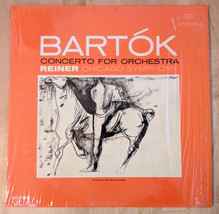 BARTÓK
CONCERTO FOR ORCHESTRA
REINER CHICAGO SYMPHONY